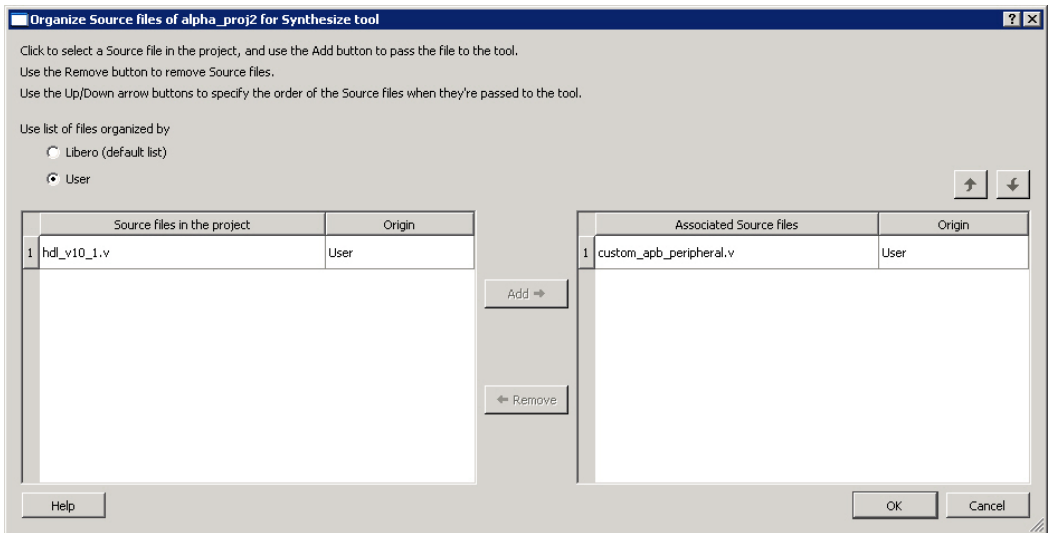 Organize Source files of alpha_proj2 for Synthesize tool
Click to select a Source file in the project, and use the Add button to pass the file to the tool.
Use the Remove button to remove Source files.
Use the Up/Down arrow buttons to specify the order of the Source files when they're passed to the tool.
Use list of files organized by
Libero (default list)
User
Source files in the project Origin
1 hdl_v10_1.v User
Add
Remove
Associated Source files Origin
1 custom_apb_peripheral.v User
Help
OK Cancel